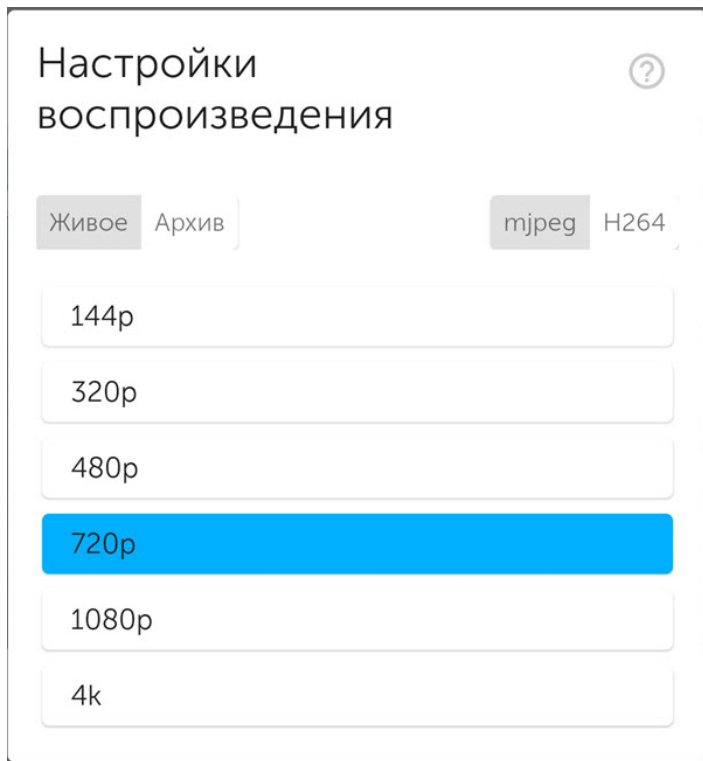 Настройки
воспроизведения
?
Живое Архив mjpeg H264
144p
320p
480p
720p
1080p
4k